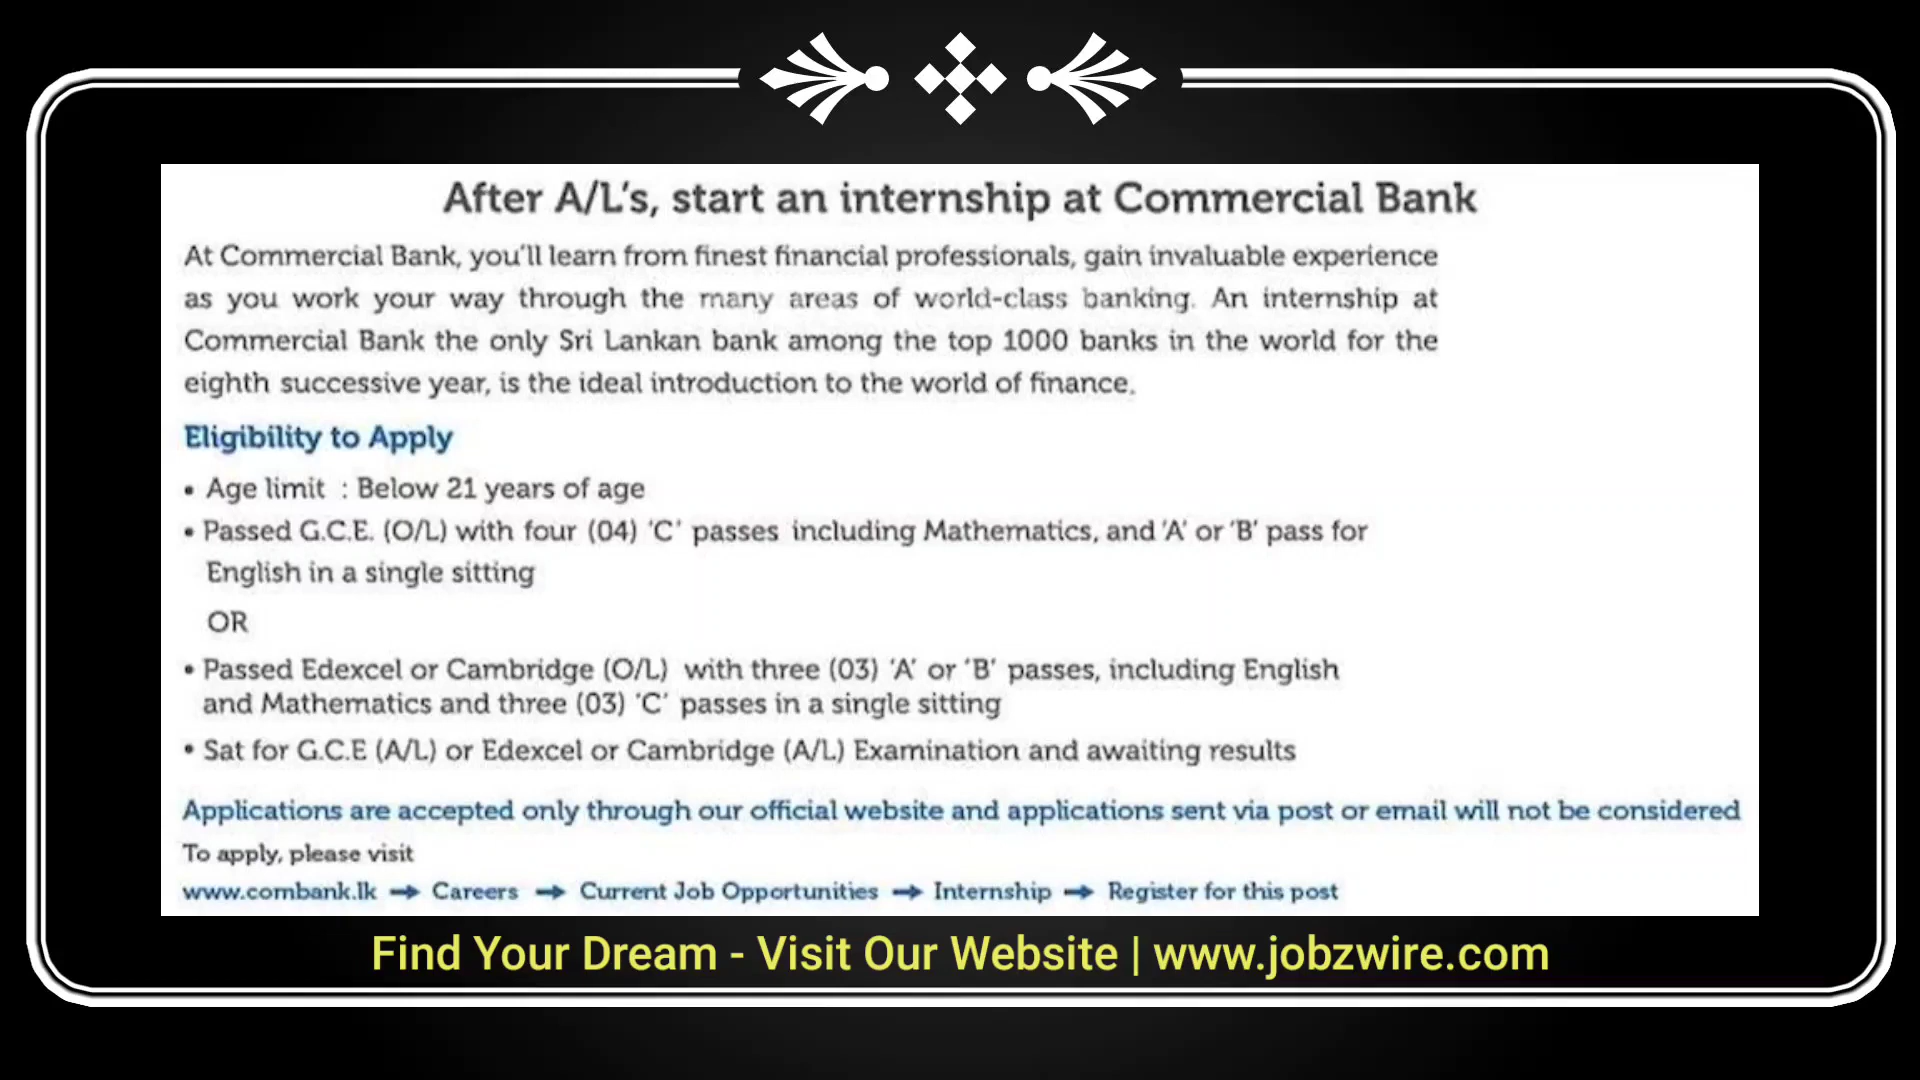 After A/L's, start an internship at Commercial Bank
At Commercial Bank, you'll learn from finest financial professionals, gain invaluable experience
as you work your way through the many areas of world-class banking. An internship at
Commercial Bank the only Sri Lankan bank among the top 1000 banks in the world for the
eighth successive year, is the ideal introduction to the world of finance.
Eligibility to Apply
• Age limit : Below 21 years of age
• Passed G.C.E. (O/L) with four (04) 'C' passes including Mathematics, and 'A' or 'B' pass for
English in a single sitting
OR
• Passed Edexcel or Cambridge (O/L) with three (03) 'A' or 'B' passes, including English
and Mathematics and three (03) 'C' passes in a single sitting
• Sat for G.C.E (A/L) or Edexcel or Cambridge (A/L) Examination and awaiting results
Applications are accepted only through our official website and applications sent via post or email will not be considered
To apply, please visit
www.combank.lk → Careers → Current Job Opportunities → Internship → Register for this post
Find Your Dream - Visit Our Website | www.jobzwire.com